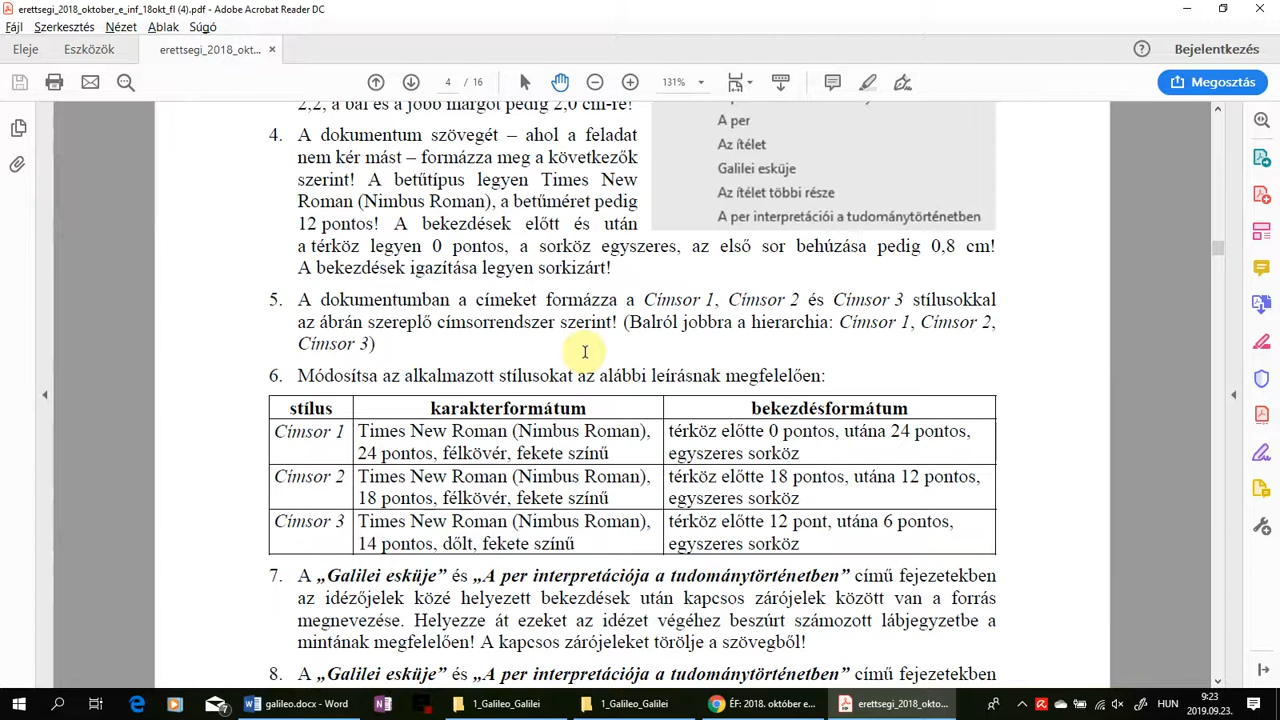 erettsegi_2018_oktober_e_inf_18okt_fl (4).pdf - Adobe Acrobat Reader DC
Fájl Szerkesztés Nézet Ablak Súgó
Eleje Eszközök erettsegi_2018_okt... × Bejelentkezés
4 / 16 131% Megosztás
2,2, a bal és a jobb margót pedig 2,0 cm-re!
A per
Az ítélet
Galilei esküje
Az ítélet többi része
A per interpretációi a tudománytörténetben
4. A dokumentum szövegét – ahol a feladat
nem kér mást – formázza meg a következők
szerint! A betűtípus legyen Times New
Roman (Nimbus Roman), a betűméret pedig
12 pontos! A bekezdések előtt és után
a térköz legyen 0 pontos, a sorköz egyszeres, az első sor behúzása pedig 0,8 cm!
A bekezdések igazítása legyen sorkizárt!
5. A dokumentumban a címeket formázza a Címsor 1, Címsor 2 és Címsor 3 stílusokkal
az ábrán szereplő címsorrendszer szerint! (Balról jobbra a hierarchia: Címsor 1, Címsor 2,
Címsor 3)
6. Módosítsa az alkalmazott stílusokat az alábbi leírásnak megfelelően:
stílus karakterformátum bekezdésformátum
Címsor 1 Times New Roman (Nimbus Roman), térköz előtte 0 pontos, utána 24 pontos,
24 pontos, félkövér, fekete színű egyszeres sorköz
Címsor 2 Times New Roman (Nimbus Roman), térköz előtte 18 pontos, utána 12 pontos,
18 pontos, félkövér, fekete színű egyszeres sorköz
Címsor 3 Times New Roman (Nimbus Roman), térköz előtte 12 pont, utána 6 pontos,
14 pontos, dőlt, fekete színű egyszeres sorköz
7. A „Galilei esküje” és „A per interpretációja a tudománytörténetben” című fejezetekben
az idézőjelek közé helyezett bekezdések után kapcsos zárójelek között van a forrás
megnevezése. Helyezze át ezeket az idézet végéhez beszúrt számozott lábjegyzetbe a
mintának megfelelően! A kapcsos zárójeleket törölje a szövegből!
8. A „Galilei esküje” és „A per interpretációja a tudománytörténetben” című fejezetekben
galileo.docx - Word 1_Galileo_Galilei 1_Galileo_Galilei ÉF: 2018. október e... erettsegi_2018_okto... HUN 9:23
2019.09.23.